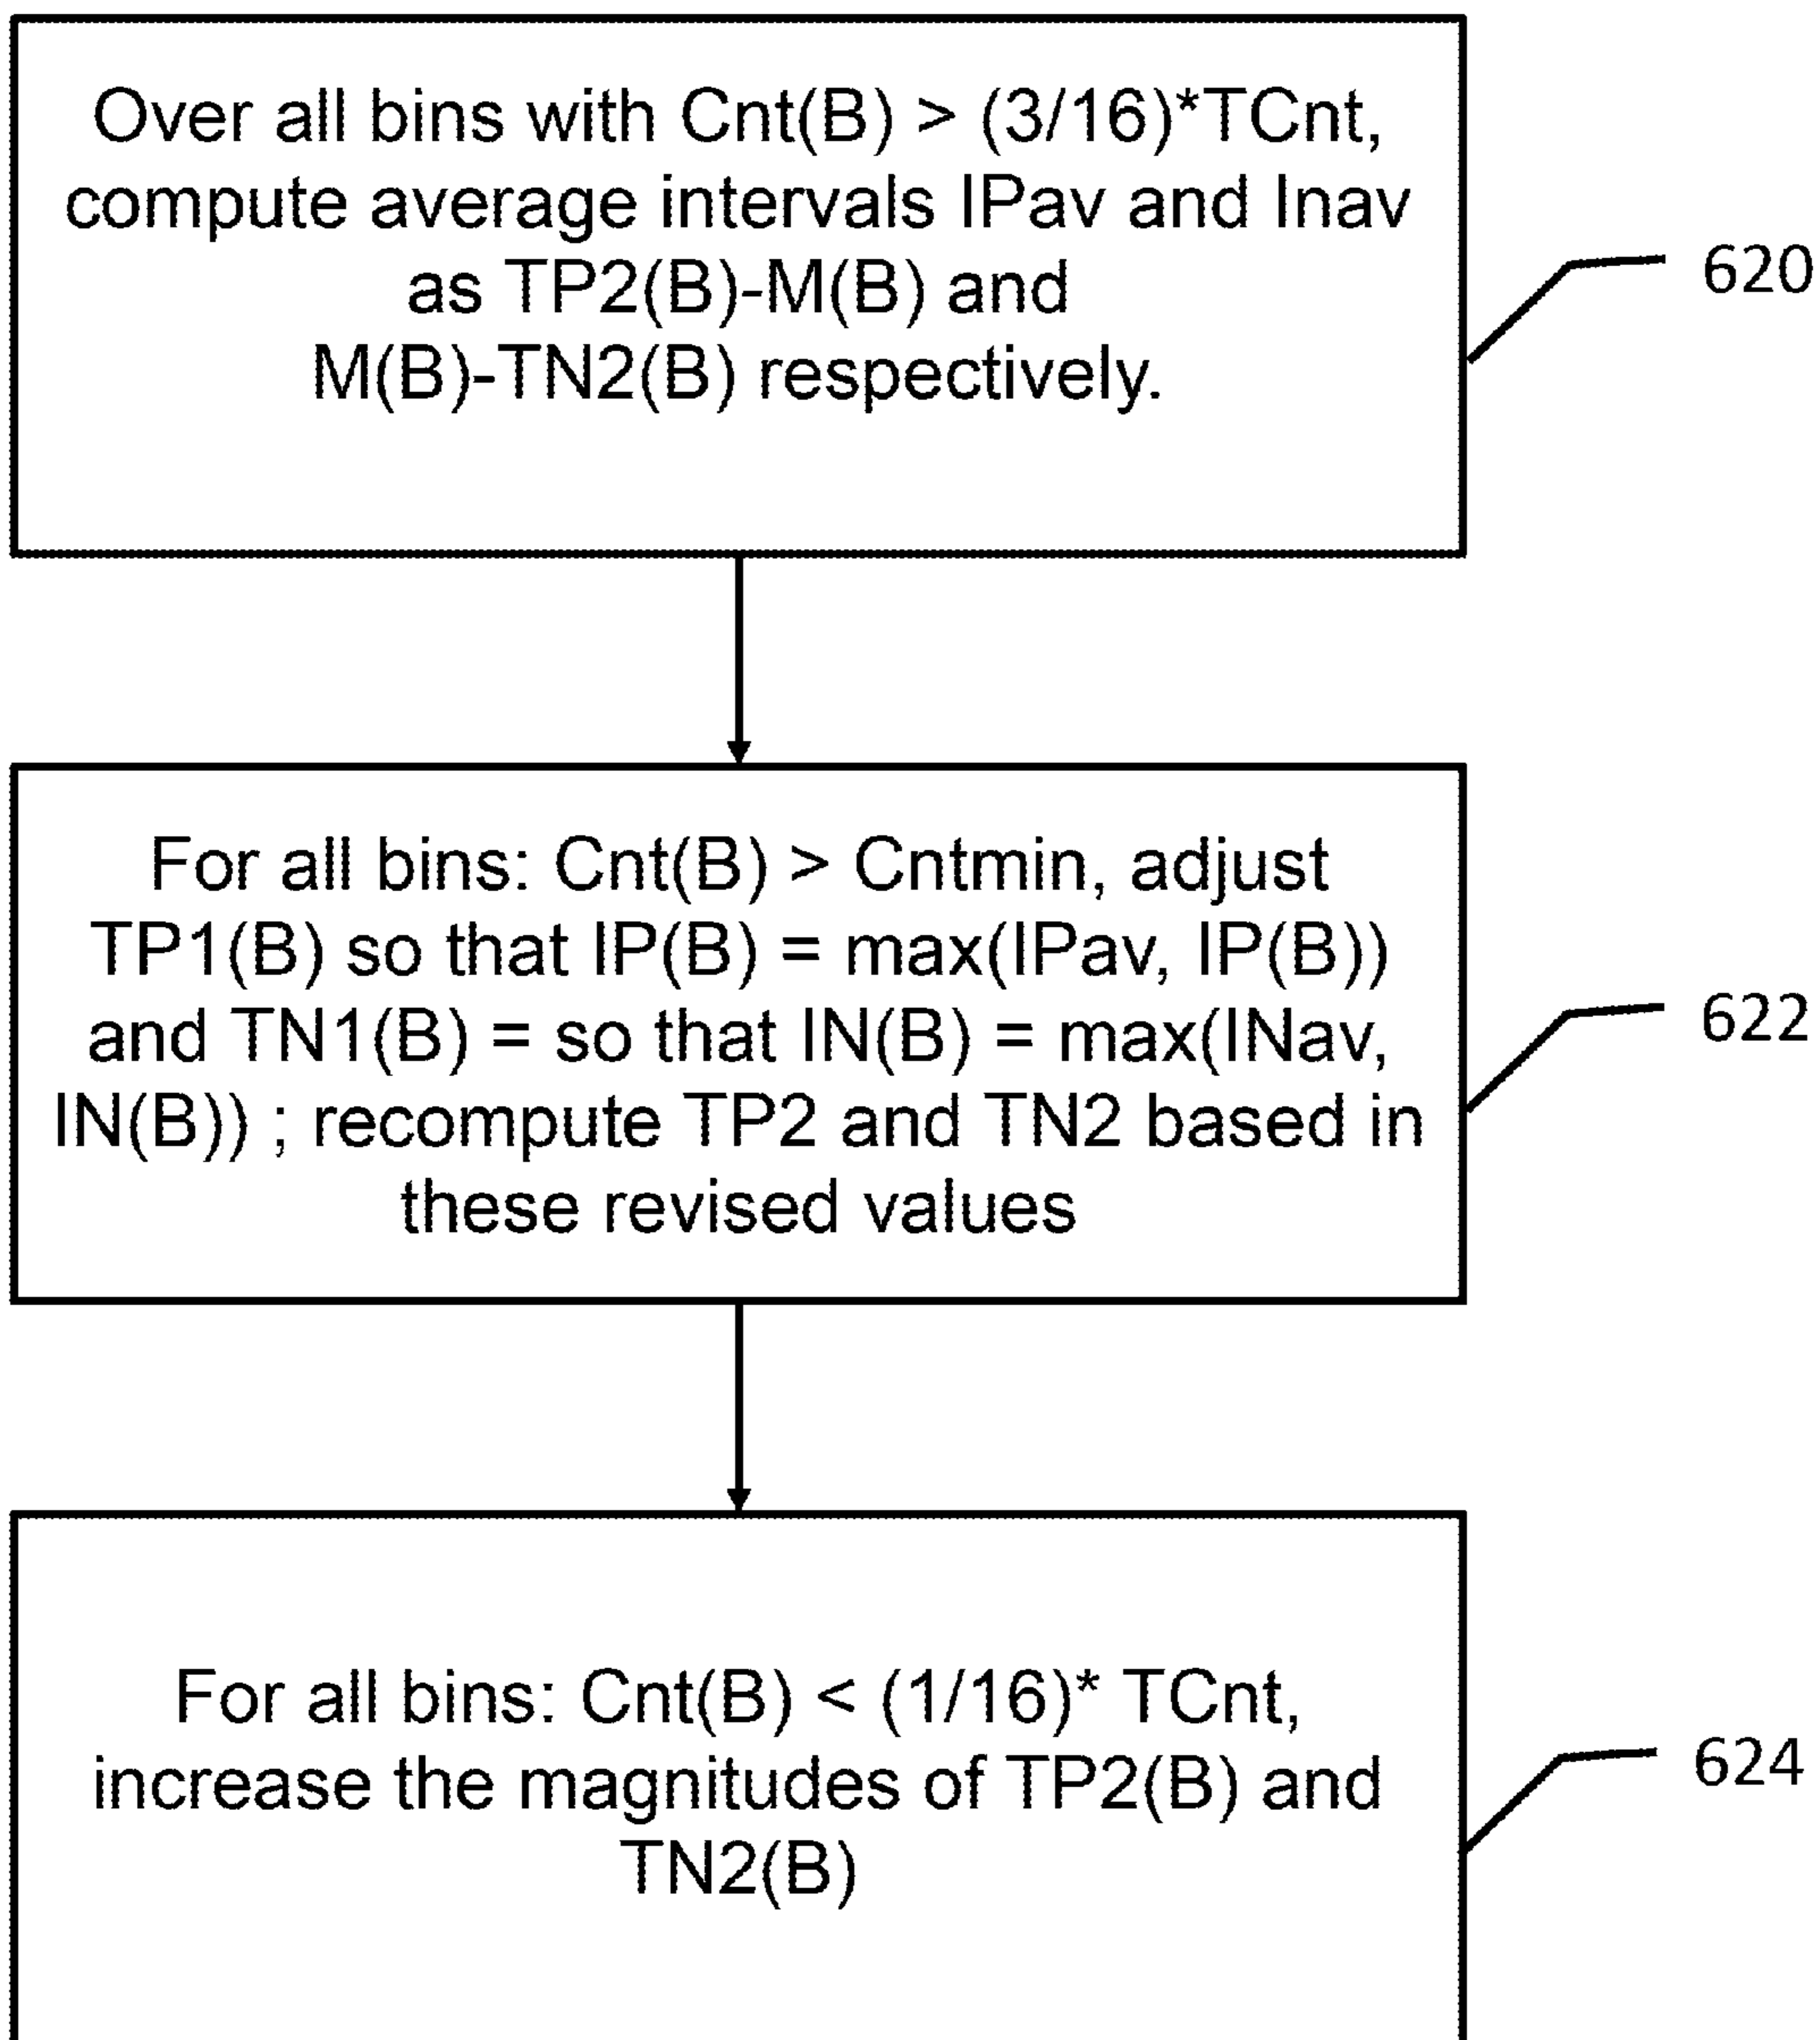 Over all bins with Cnt(B) > (3/16)*TCnt,
compute average intervals IPav and Inav
as TP2(B)-M(B) and
M(B)-TN2(B) respectively.
620
For all bins: Cnt(B) > Cntmin, adjust
TP1(B) so that IP(B) = max(IPav, IP(B))
and TN1(B) = so that IN(B) = max(INav,
IN(B)) ; recompute TP2 and TN2 based in
these revised values
622
For all bins: Cnt(B) < (1/16)* TCnt,
increase the magnitudes of TP2(B) and
TN2(B)
624